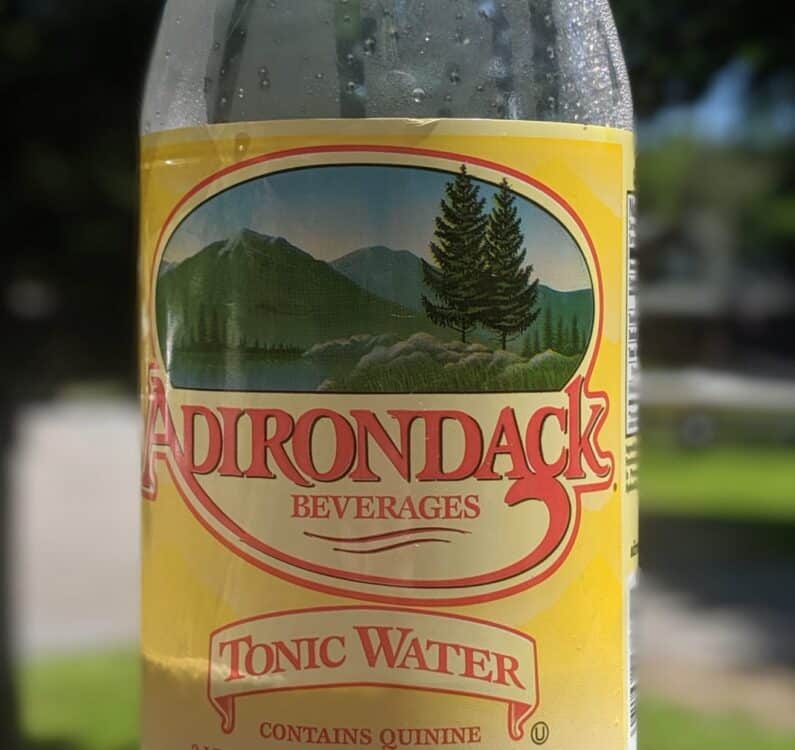 ADIRONDACK
BEVERAGES
TONIC WATER
CONTAINS QUININE
U